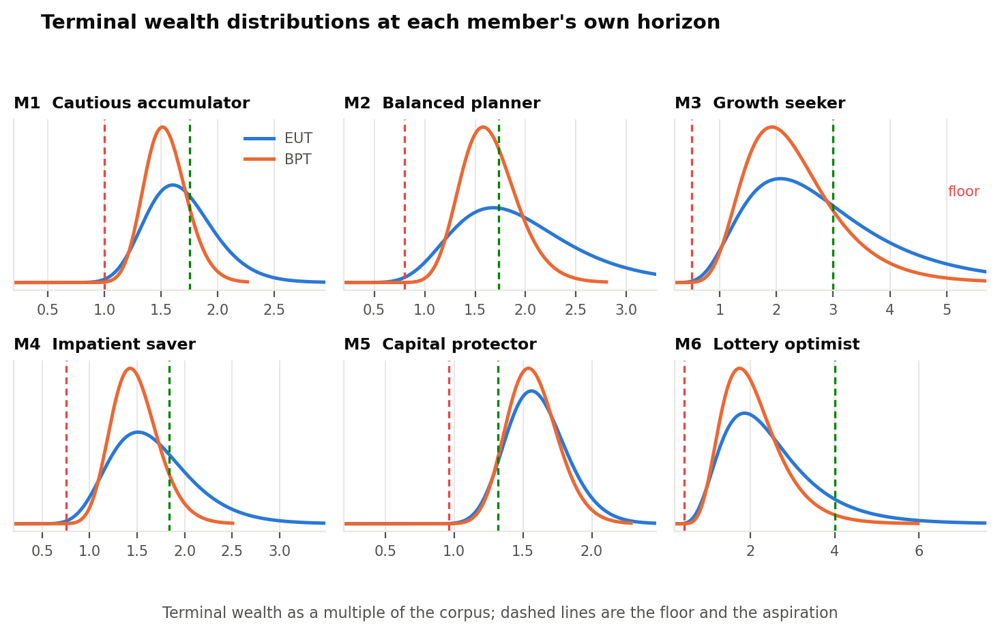 Terminal wealth distributions at each member's own horizon
M1  Cautious accumulator
M2  Balanced planner
M3  Growth seeker
EUT
BPT
floor
0.5 1.0 1.5 2.0 2.5
0.5 1.0 1.5 2.0 2.5 3.0
1 2 3 4 5
M4  Impatient saver
M5  Capital protector
M6  Lottery optimist
0.5 1.0 1.5 2.0 2.5 3.0
0.5 1.0 1.5 2.0
2 4 6
Terminal wealth as a multiple of the corpus; dashed lines are the floor and the aspiration